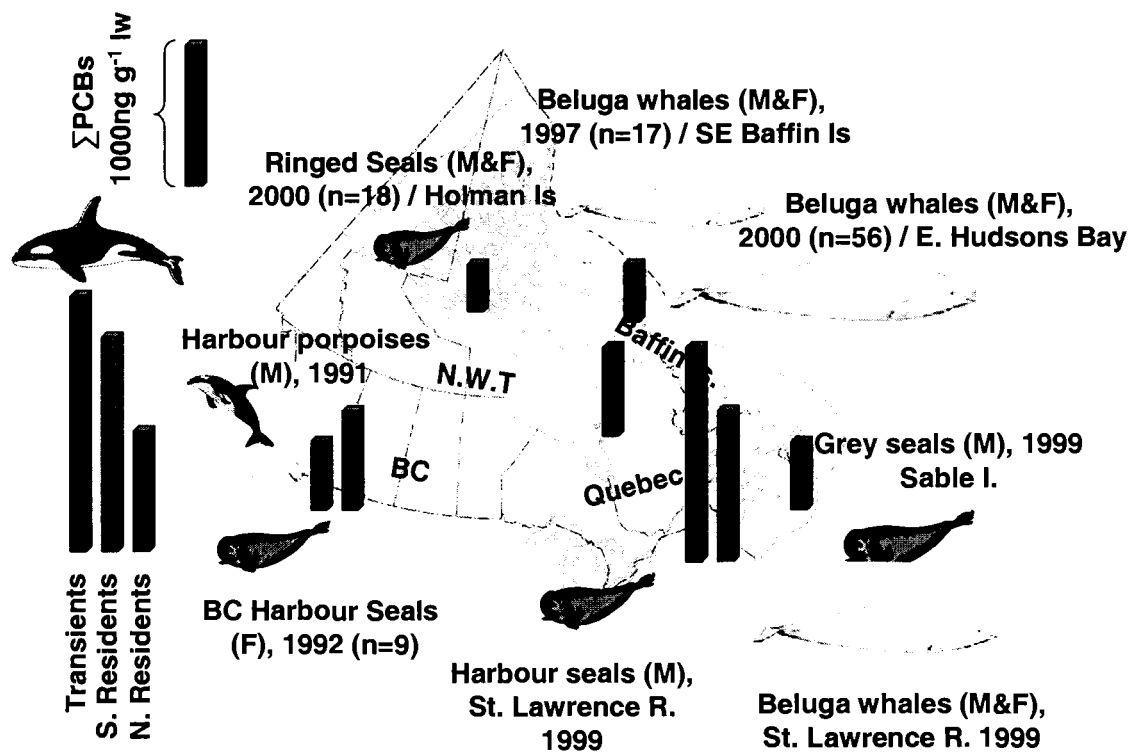 ∑PCBs
1000ng g⁻¹ lw
Beluga whales (M&F),
1997 (n=17) / SE Baffin Is
Ringed Seals (M&F),
2000 (n=18) / Holman Is
Beluga whales (M&F),
2000 (n=56) / E. Hudsons Bay
Harbour porpoises
(M), 1991
Baffin
N.W.T
BC
Quebec
Grey seals (M), 1999
Sable I.
Transients
S. Residents
N. Residents
BC Harbour Seals
(F), 1992 (n=9)
Harbour seals (M),
St. Lawrence R.
1999
Beluga whales (M&F),
St. Lawrence R. 1999